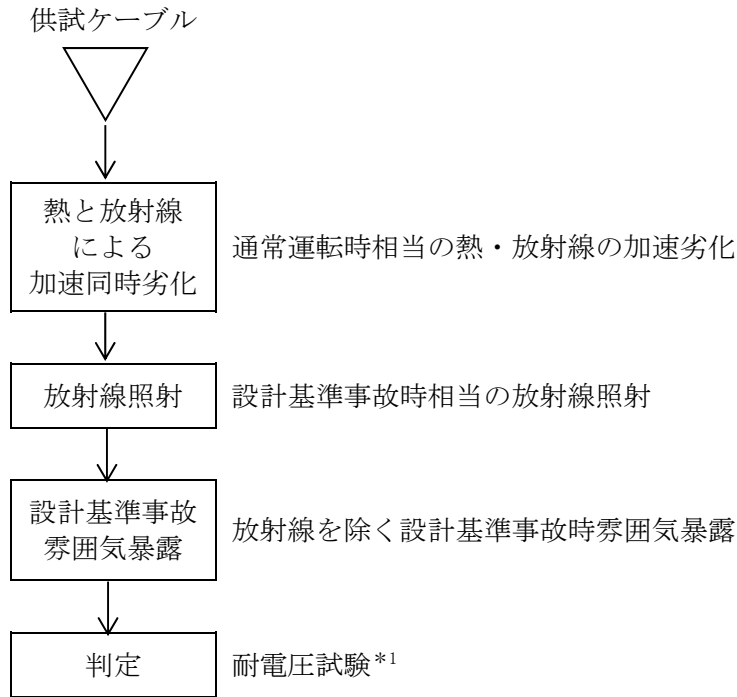 供試ケーブル
熱と放射線
による
加速同時劣化
通常運転時相当の熱・放射線の加速劣化
放射線照射
設計基準事故時相当の放射線照射
設計基準事故
雰囲気暴露
放射線を除く設計基準事故時雰囲気暴露
判定
耐電圧試験*1